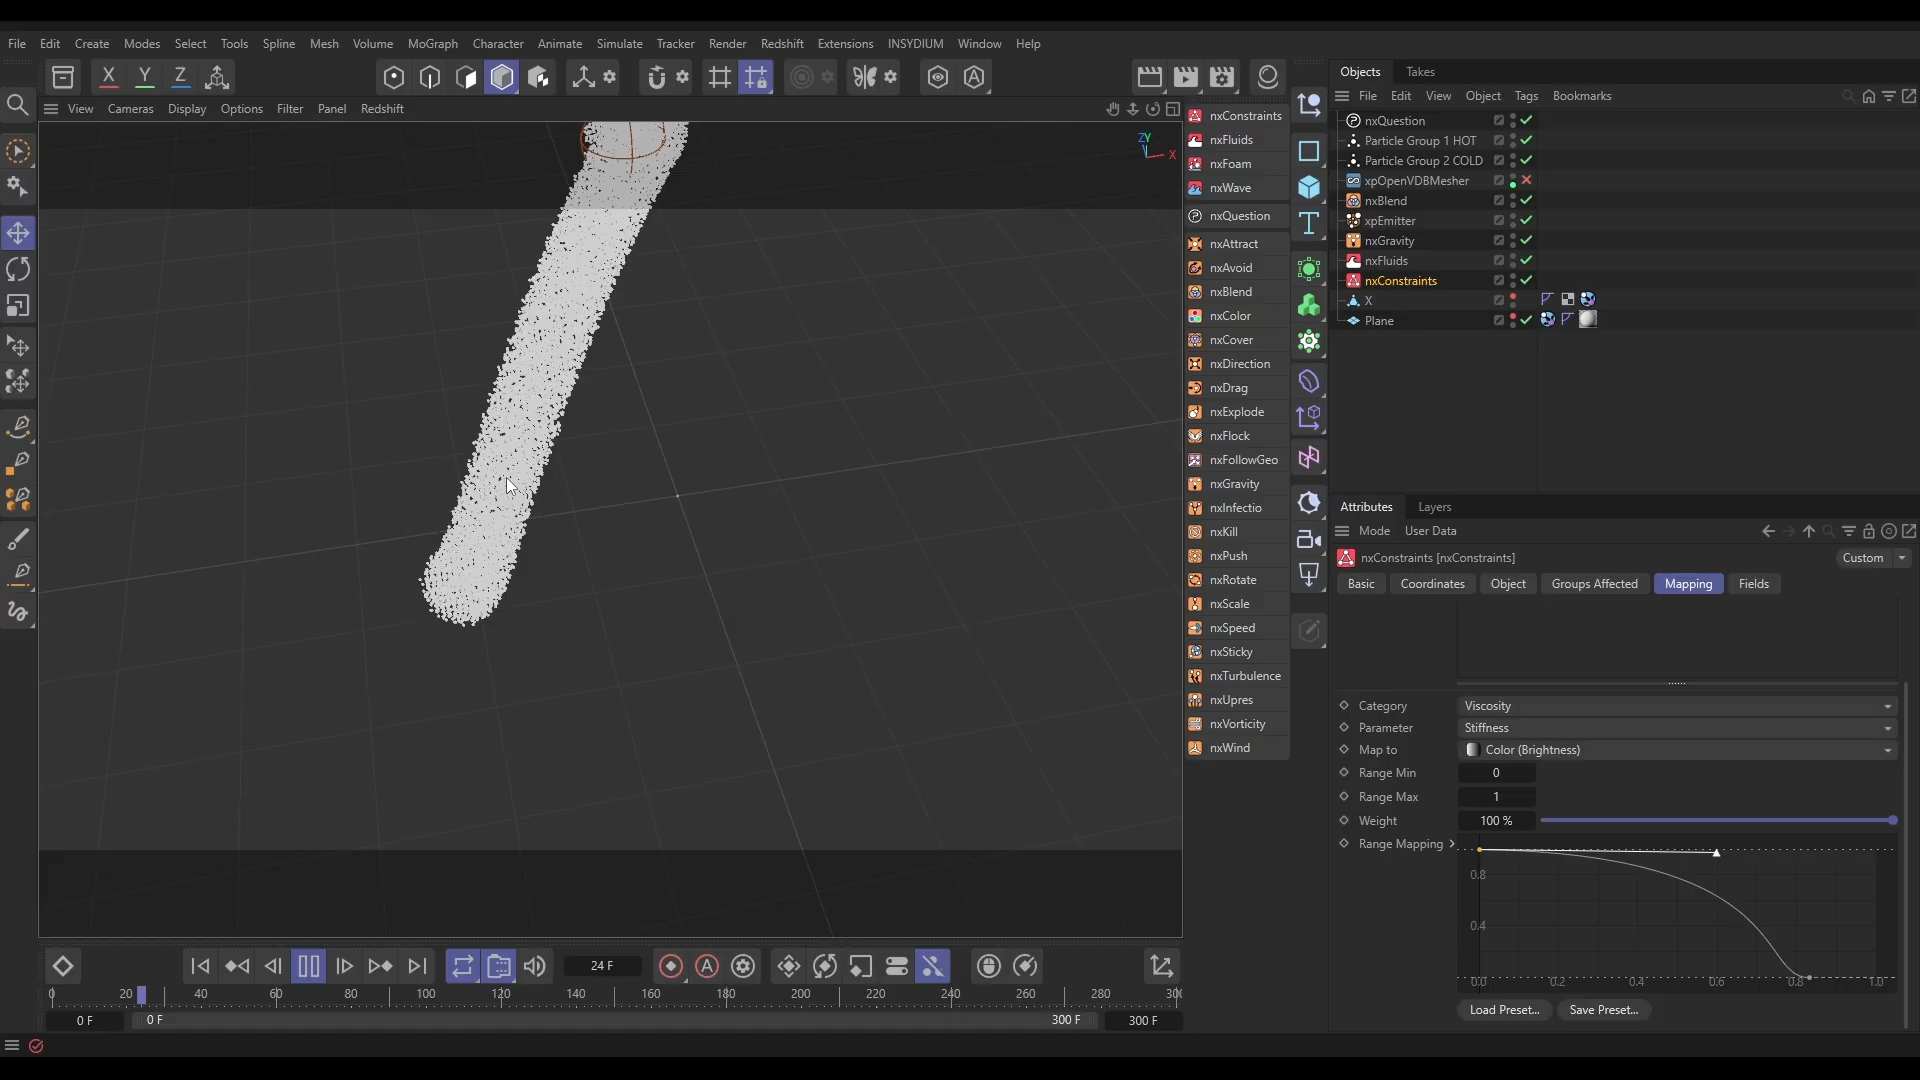 File Edit Create Modes Select Tools Spline Mesh Volume MoGraph Character Animate Simulate Tracker Render Redshift Extensions INSYDIUM Window Help
X Y Z
View Cameras Display Options Filter Panel Redshift
ZY
X
nxConstraints
nxFluids
nxFoam
nxWave
nxQuestion
nxAttract
nxAvoid
nxBlend
nxColor
nxCover
nxDirection
nxDrag
nxExplode
nxFlock
nxFollowGeo
nxGravity
nxInfectio
nxKill
nxPush
nxRotate
nxScale
nxSpeed
nxSticky
nxTurbulence
nxUpres
nxVorticity
nxWind
Objects Takes
File Edit View Object Tags Bookmarks
nxQuestion
Particle Group 1 HOT
Particle Group 2 COLD
xpOpenVDBMesher
nxBlend
xpEmitter
nxGravity
nxFluids
nxConstraints
X
Plane
Attributes Layers
Mode User Data
nxConstraints [nxConstraints] Custom
Basic Coordinates Object Groups Affected Mapping Fields
Category Viscosity
Parameter Stiffness
Map to Color (Brightness)
Range Min 0
Range Max 1
Weight 100 %
Range Mapping
0.8
0.4
0.0 0.2 0.4 0.6 0.8 1.0
Load Preset... Save Preset...
24 F
0 20 40 60 80 100 120 140 160 180 200 220 240 260 280 30
0 F 0 F 300 F 300 F